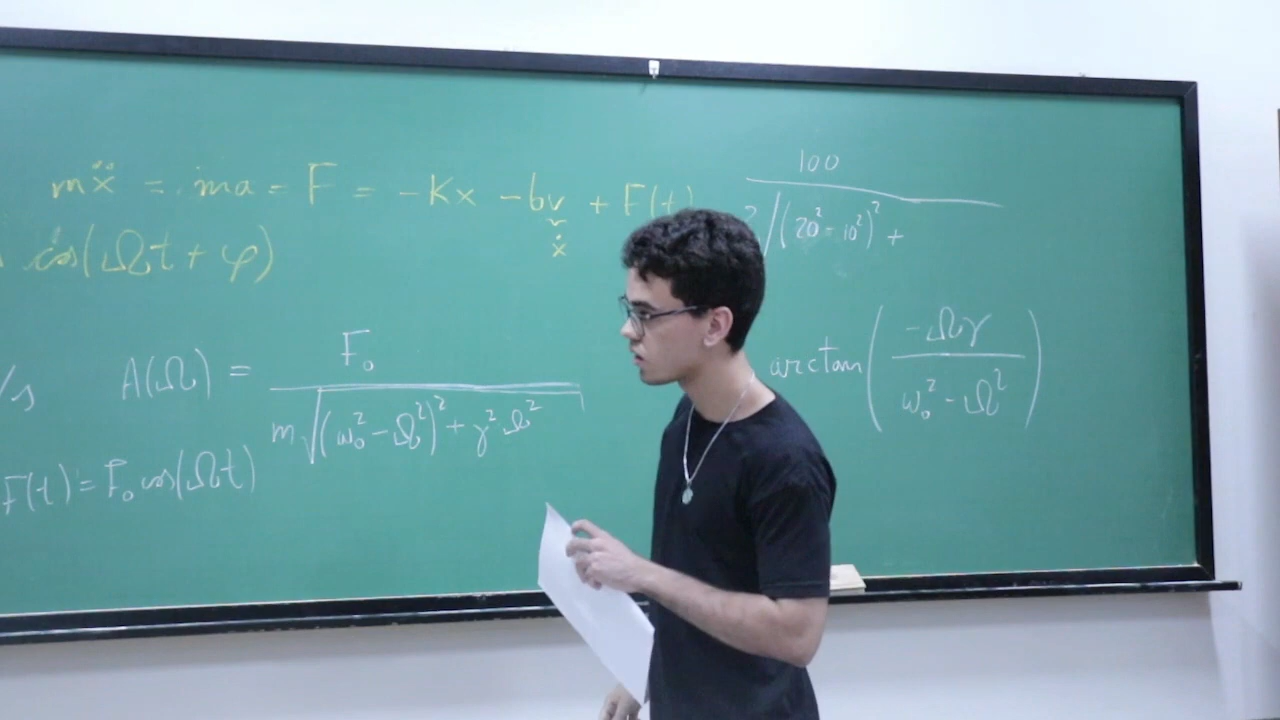 mẍ = ma = F = -Kx - bv + F(t)
ẋ
cos(Ωt + φ)
/s
A(Ω) = F₀ / m√((ω₀² - Ω²)² + γ²Ω²)
F(t) = F₀ cos(Ωt)
100
2√((20² - 10²)² +
arctan(-Ωγ / ω₀² - Ω²)